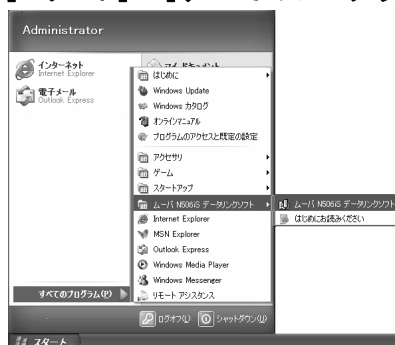 Administrator
インターネット
Internet Explorer
電子メール
Outlook Express
マイ ドキュメント
はじめに
Windows Update
Windows カタログ
オンラインマニュアル
プログラムのアクセスと既定の設定
アクセサリ
ゲーム
スタートアップ
ムーバ N506iS データリンクソフト
Internet Explorer
MSN Explorer
Outlook Express
Windows Media Player
Windows Messenger
リモート アシスタンス
ムーバ N506iS データリンクソフト
はじめにお読みください
すべてのプログラム(P)
ログオフ(L)
シャットダウン(U)
スタート